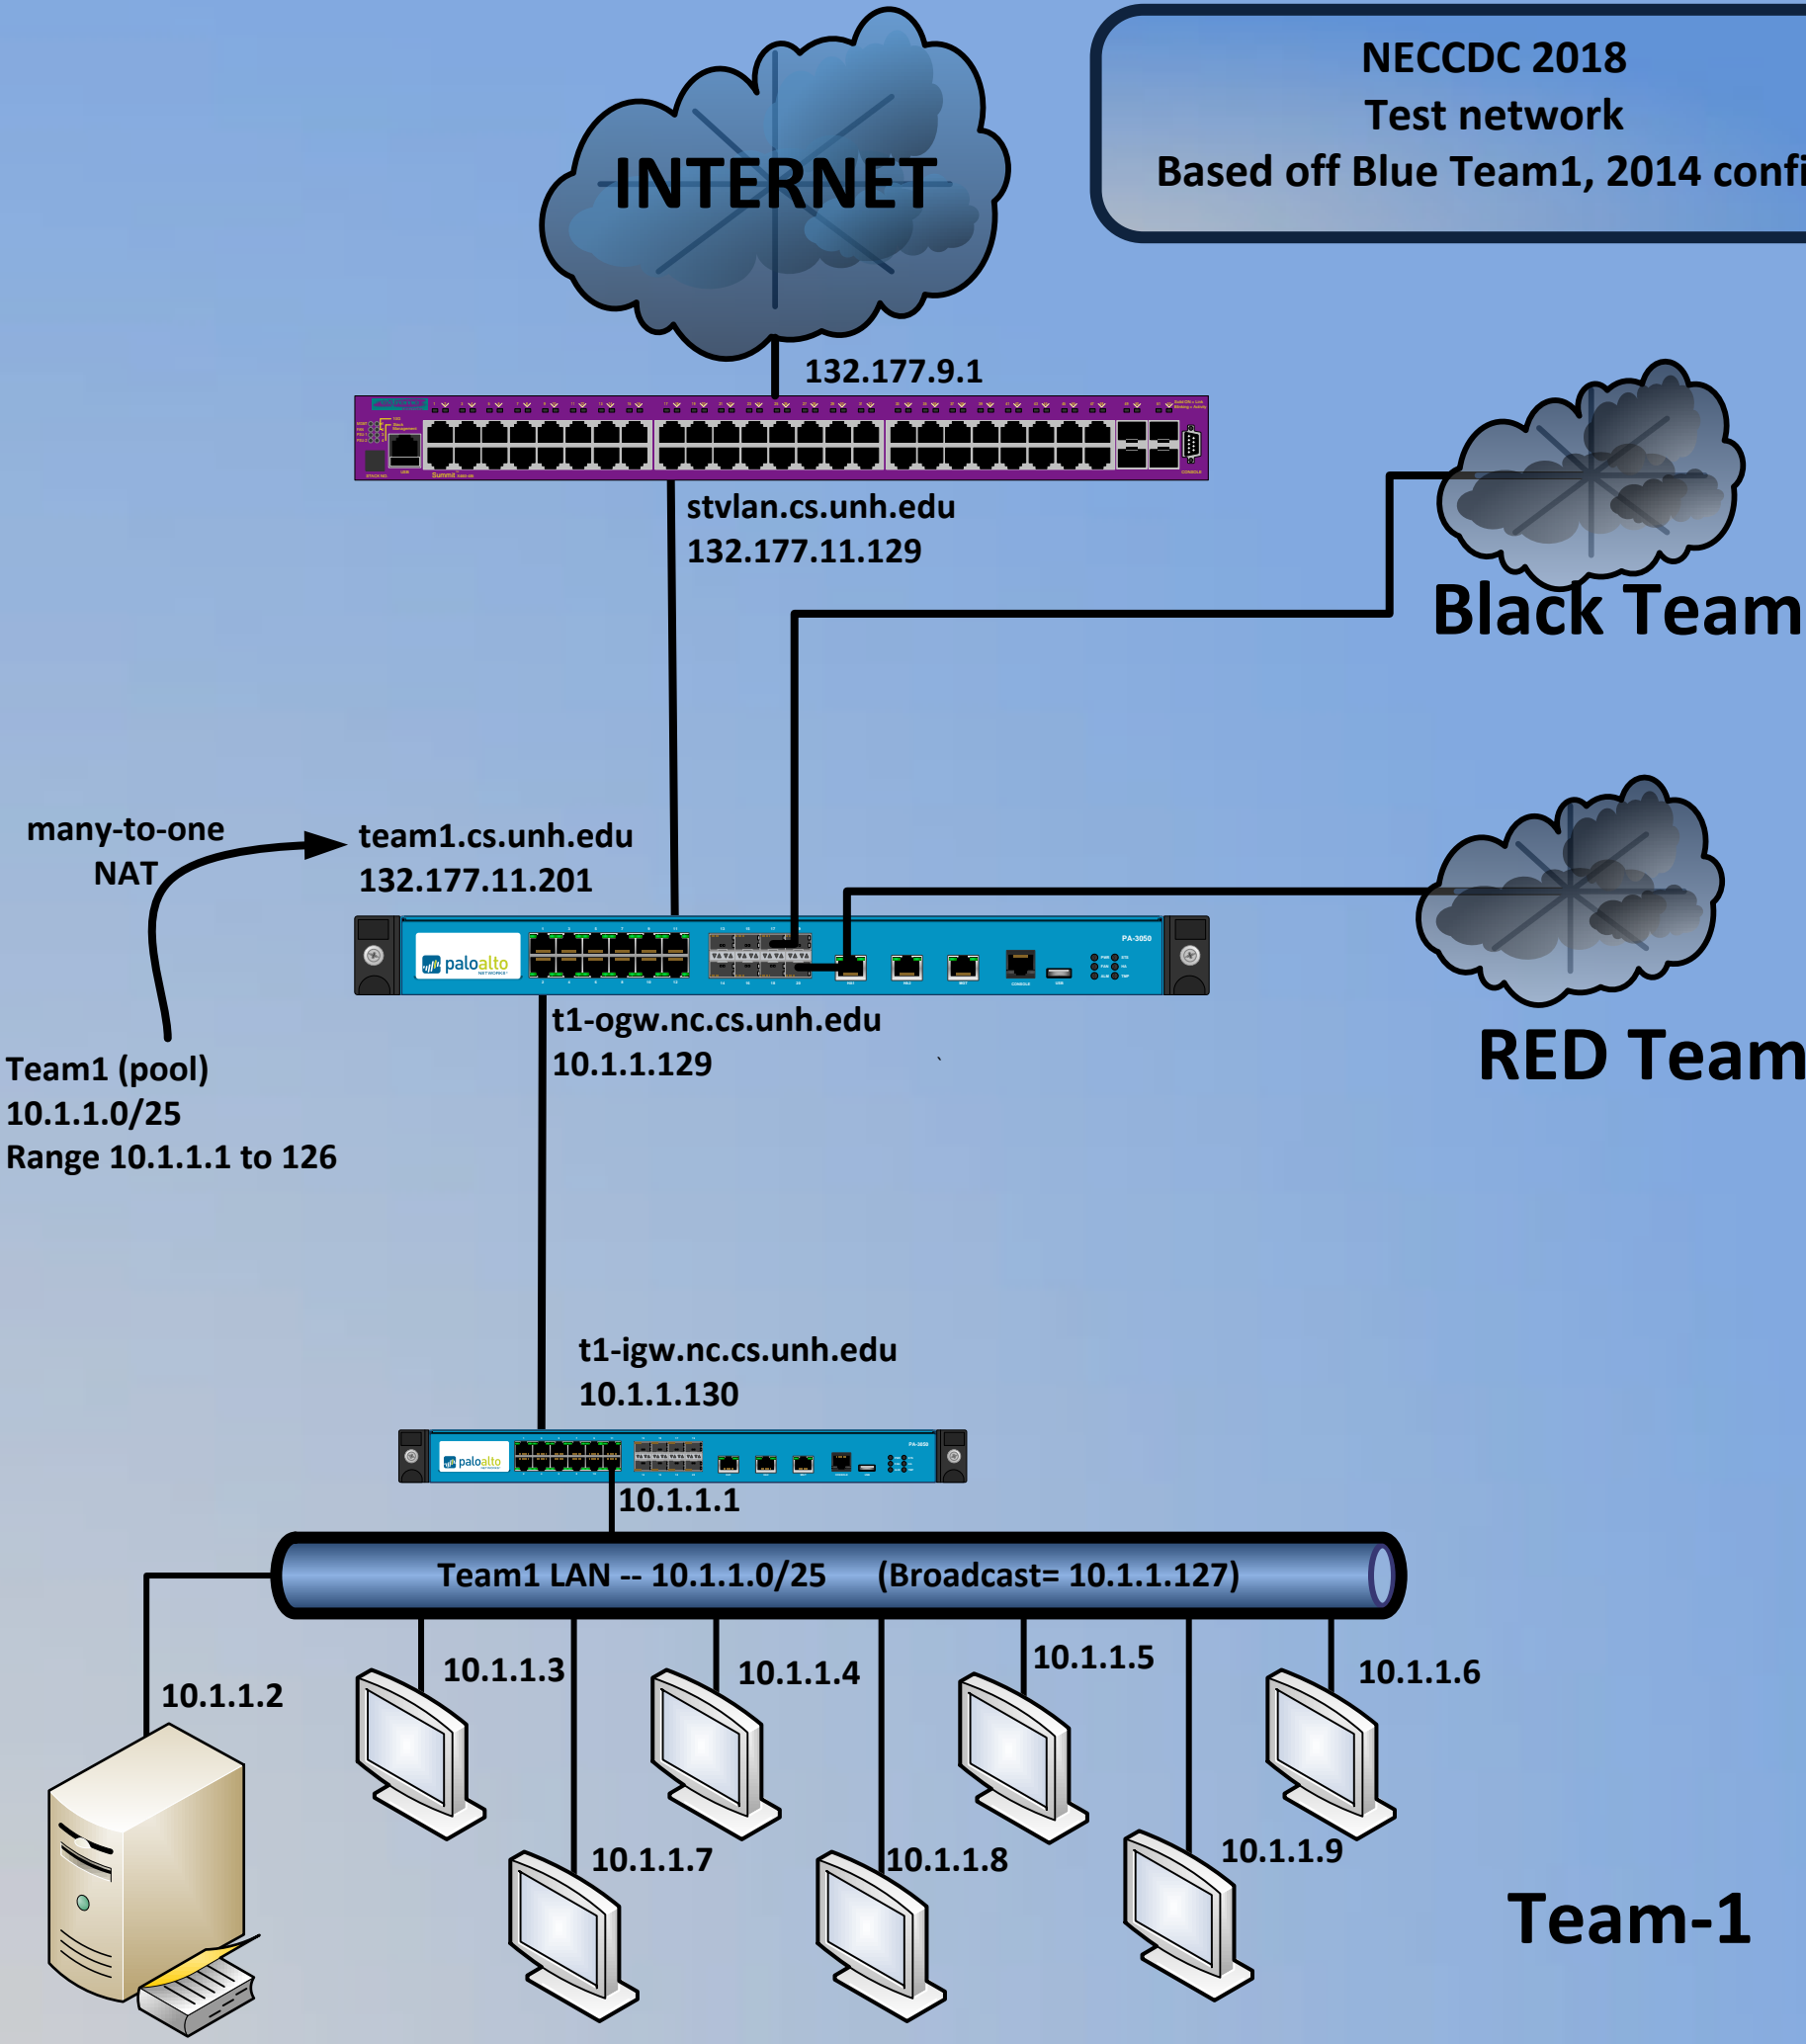 NECCDC 2018
Test network
Based off Blue Team1, 2014 confi
INTERNET
132.177.9.1
Summit
CONSOLE
stvlan.cs.unh.edu
132.177.11.129
Black Team
many-to-one
NAT
team1.cs.unh.edu
132.177.11.201
paloalto
NETWORKS
PA-3050
CONSOLE
RED Team
t1-ogw.nc.cs.unh.edu
10.1.1.129
`
Team1 (pool)
10.1.1.0/25
Range 10.1.1.1 to 126
t1-igw.nc.cs.unh.edu
10.1.1.130
paloalto
10.1.1.1
Team1 LAN -- 10.1.1.0/25 (Broadcast= 10.1.1.127)
10.1.1.2
10.1.1.3
10.1.1.4
10.1.1.5
10.1.1.6
10.1.1.7
10.1.1.8
10.1.1.9
Team-1